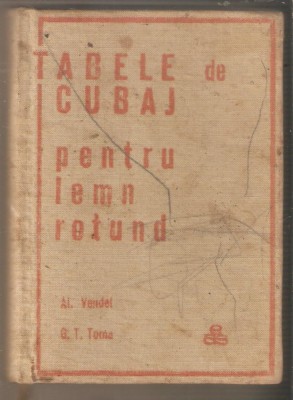 TABELE de
CUBAJ
pentru
lemn
rotund
Al. Vendel
G. T. Toma